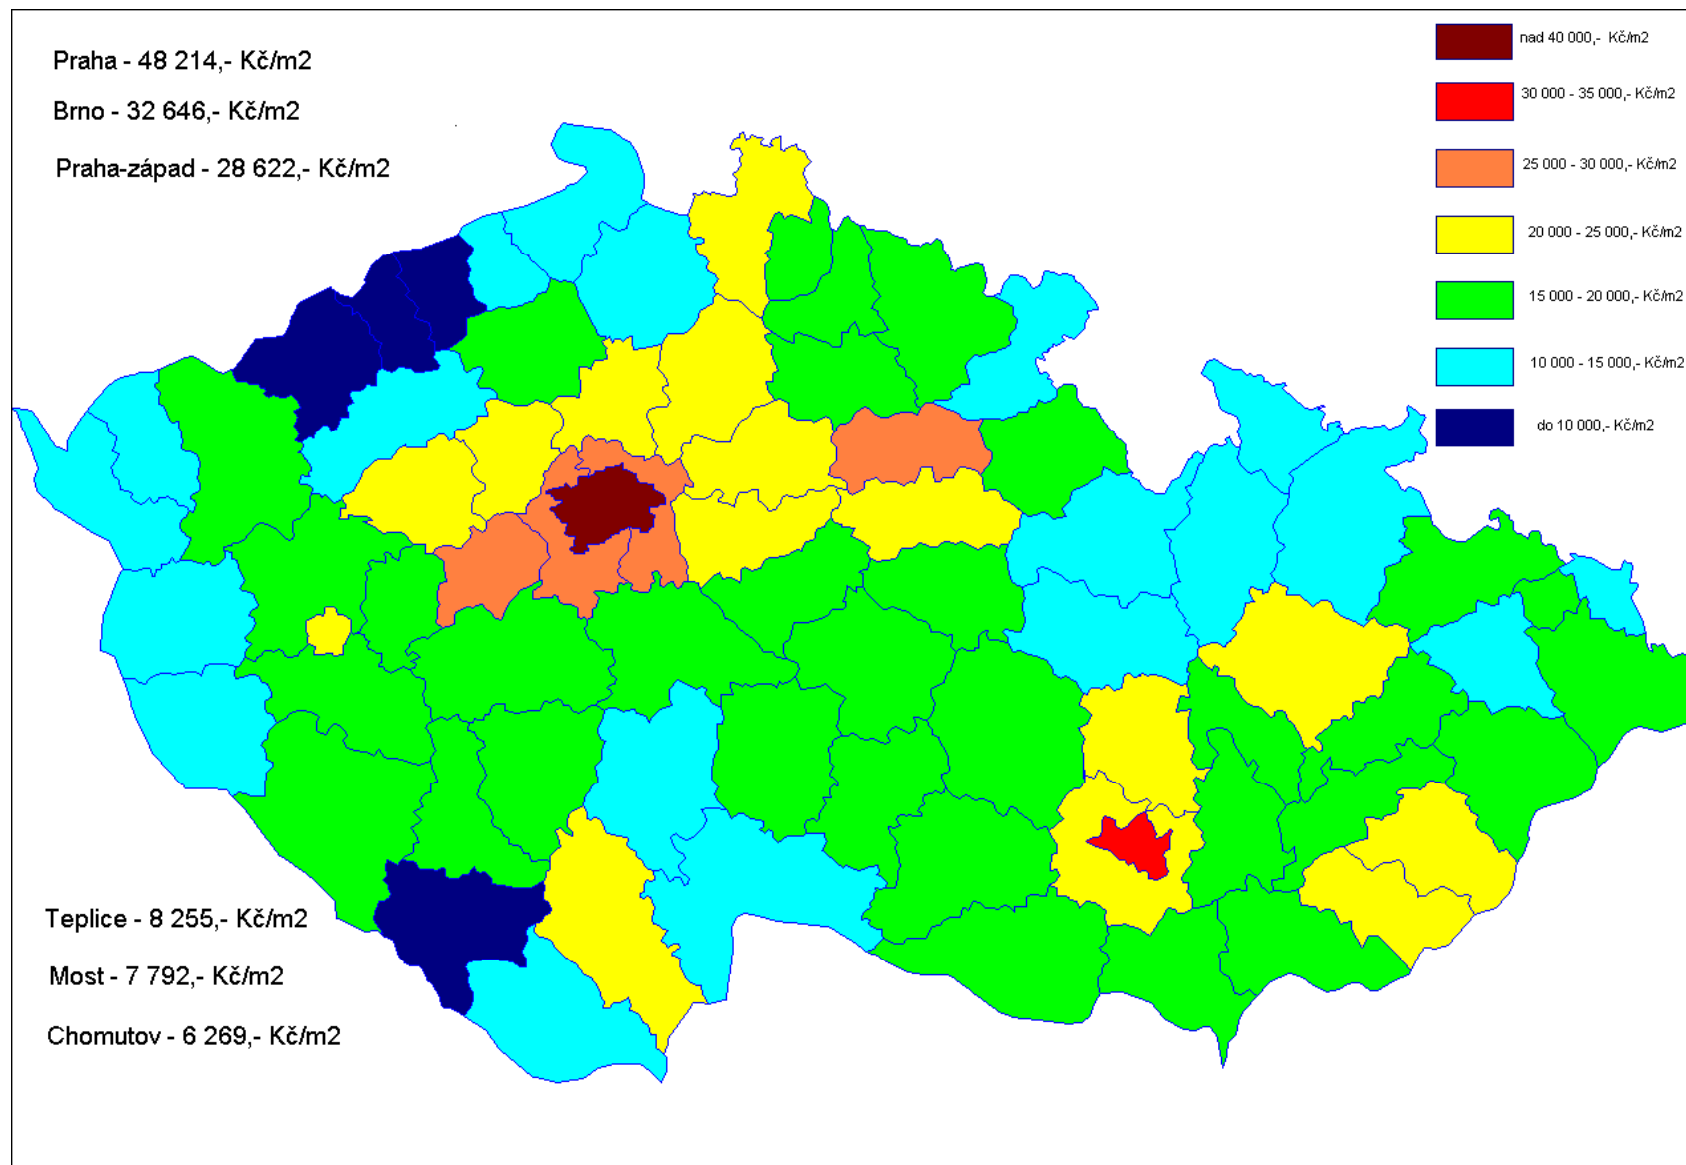 Praha - 48 214,- Kč/m2
Brno - 32 646,- Kč/m2
Praha-západ - 28 622,- Kč/m2
nad 40 000,- Kč/m2
30 000 - 35 000,- Kč/m2
25 000 - 30 000,- Kč/m2
20 000 - 25 000,- Kč/m2
15 000 - 20 000,- Kč/m2
10 000 - 15 000,- Kč/m2
do 10 000,- Kč/m2
Teplice - 8 255,- Kč/m2
Most - 7 792,- Kč/m2
Chomutov - 6 269,- Kč/m2